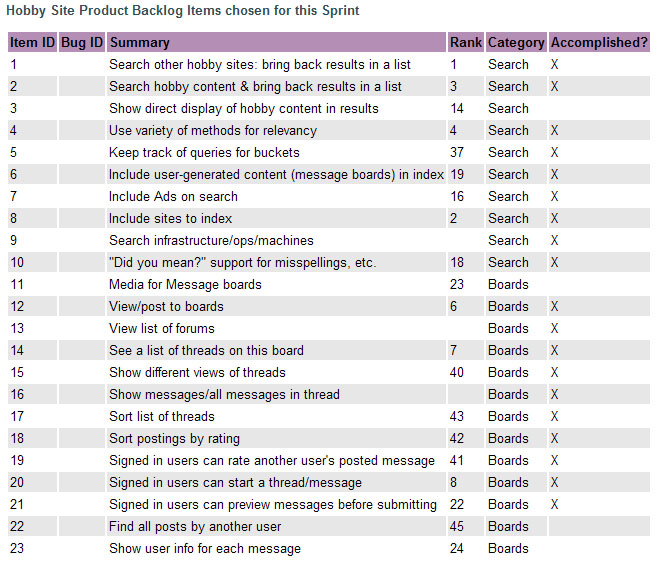 Hobby Site Product Backlog Items chosen for this Sprint
Item ID Bug ID Summary Rank Category Accomplished?
1 Search other hobby sites: bring back results in a list 1 Search X
2 Search hobby content & bring back results in a list 3 Search X
3 Show direct display of hobby content in results 14 Search
4 Use variety of methods for relevancy 4 Search X
5 Keep track of queries for buckets 37 Search X
6 Include user-generated content (message boards) in index 19 Search X
7 Include Ads on search 16 Search X
8 Include sites to index 2 Search X
9 Search infrastructure/ops/machines Search X
10 "Did you mean?" support for misspellings, etc. 18 Search X
11 Media for Message boards 23 Boards
12 View/post to boards 6 Boards X
13 View list of forums Boards X
14 See a list of threads on this board 7 Boards X
15 Show different views of threads 40 Boards X
16 Show messages/all messages in thread Boards X
17 Sort list of threads 43 Boards X
18 Sort postings by rating 42 Boards X
19 Signed in users can rate another user's posted message 41 Boards X
20 Signed in users can start a thread/message 8 Boards X
21 Signed in users can preview messages before submitting 22 Boards X
22 Find all posts by another user 45 Boards
23 Show user info for each message 24 Boards